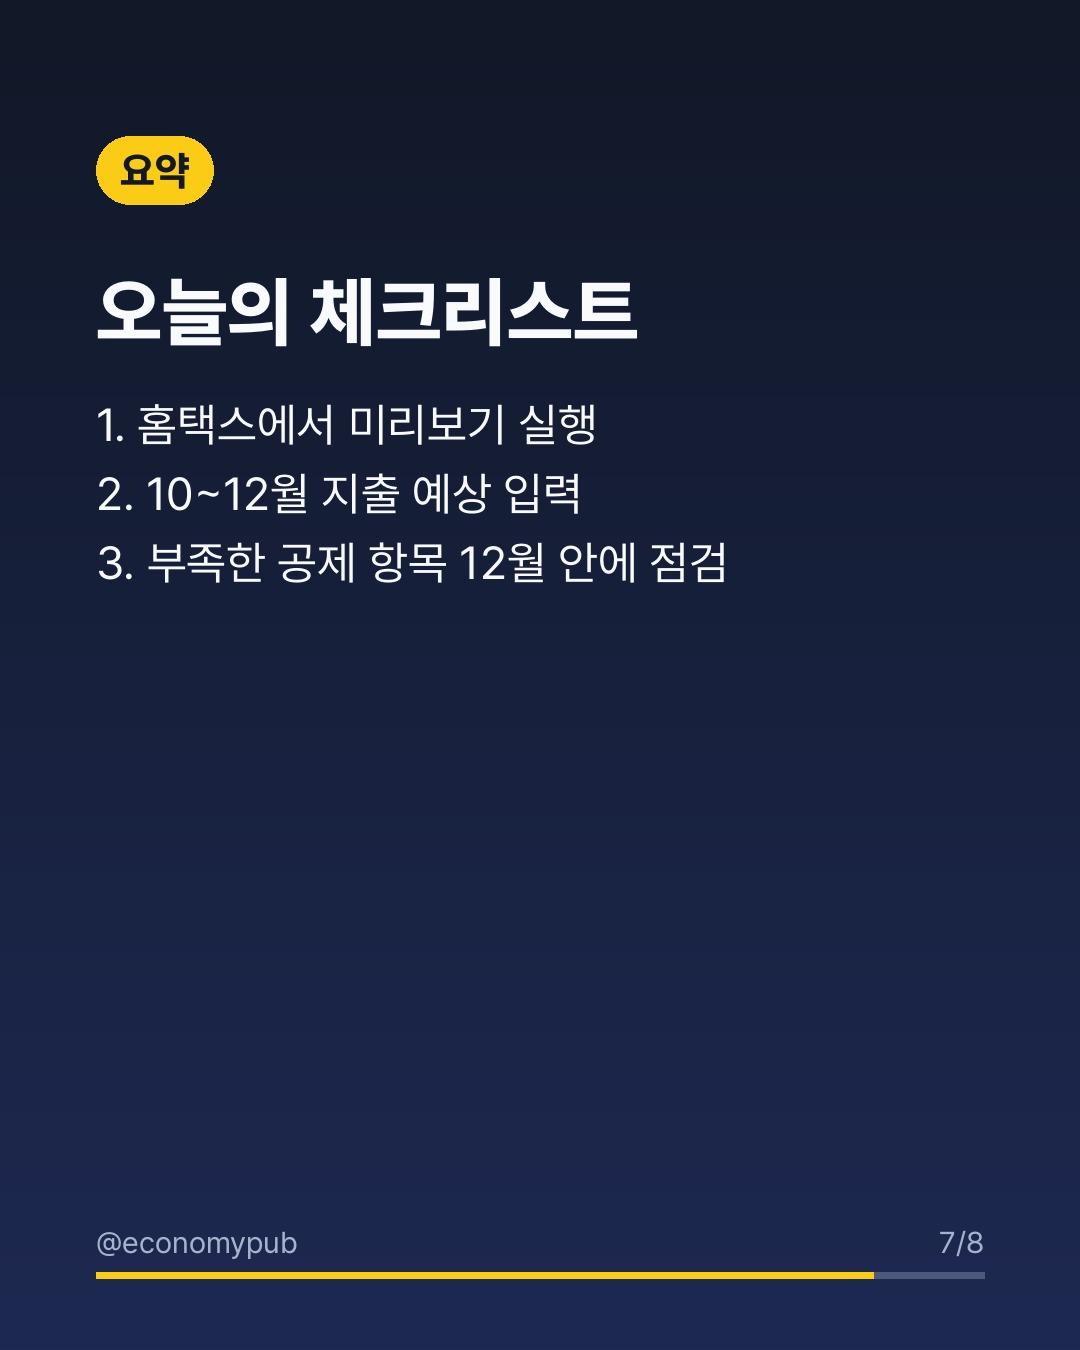 요약
오늘의 체크리스트
1. 홈택스에서 미리보기 실행
2. 10~12월 지출 예상 입력
3. 부족한 공제 항목 12월 안에 점검
@economypub
7/8